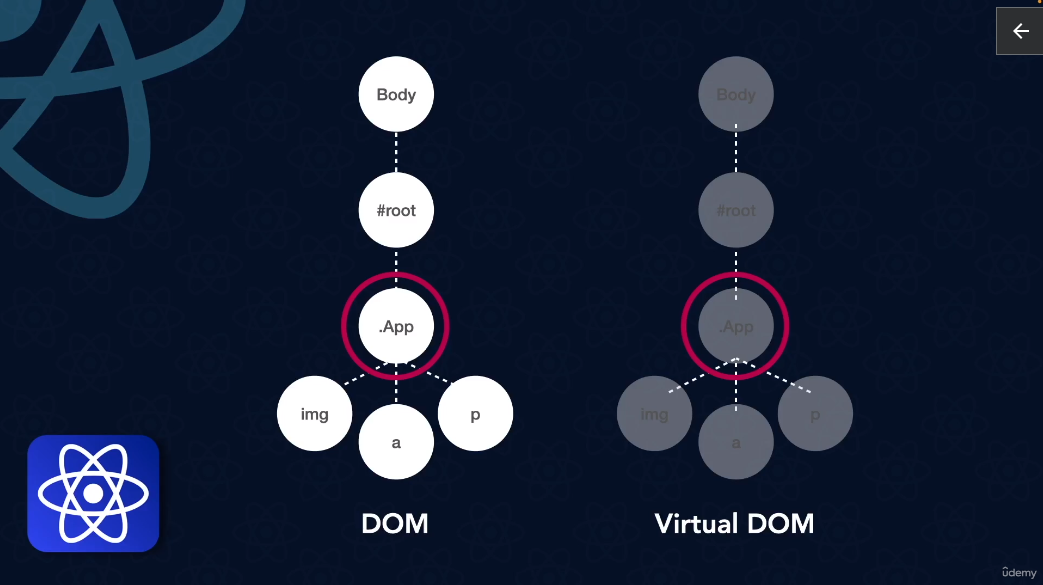 Body
Body
#root
#root
.App
.App
img
a
p
img
a
p
DOM
Virtual DOM
ûdemy